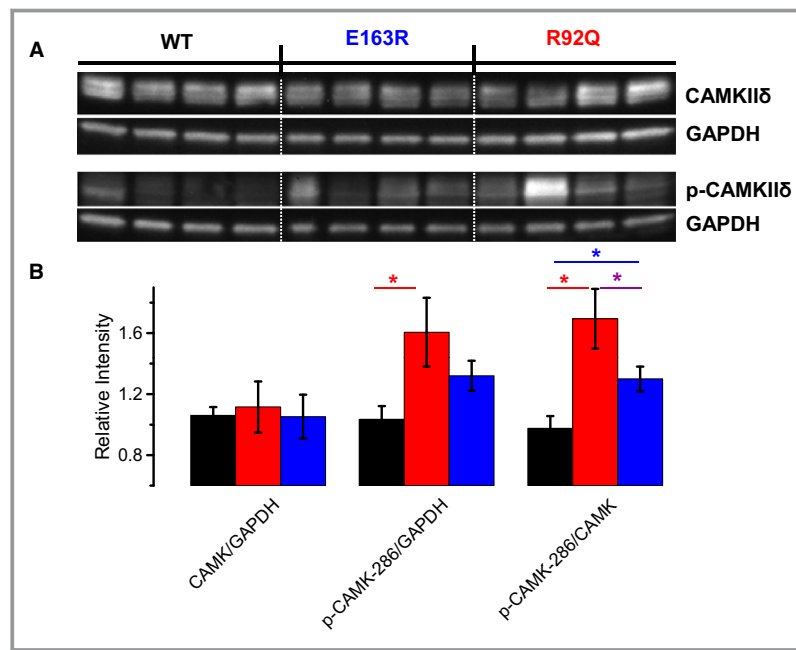 A
WT E163R R92Q
CAMKIIδ
GAPDH
p-CAMKIIδ
GAPDH
B
*
* * *
Relative Intensity
1.6
1.2
0.8
CAMK/GAPDH
p-CAMK-286/GAPDH
p-CAMK-286/CAMK